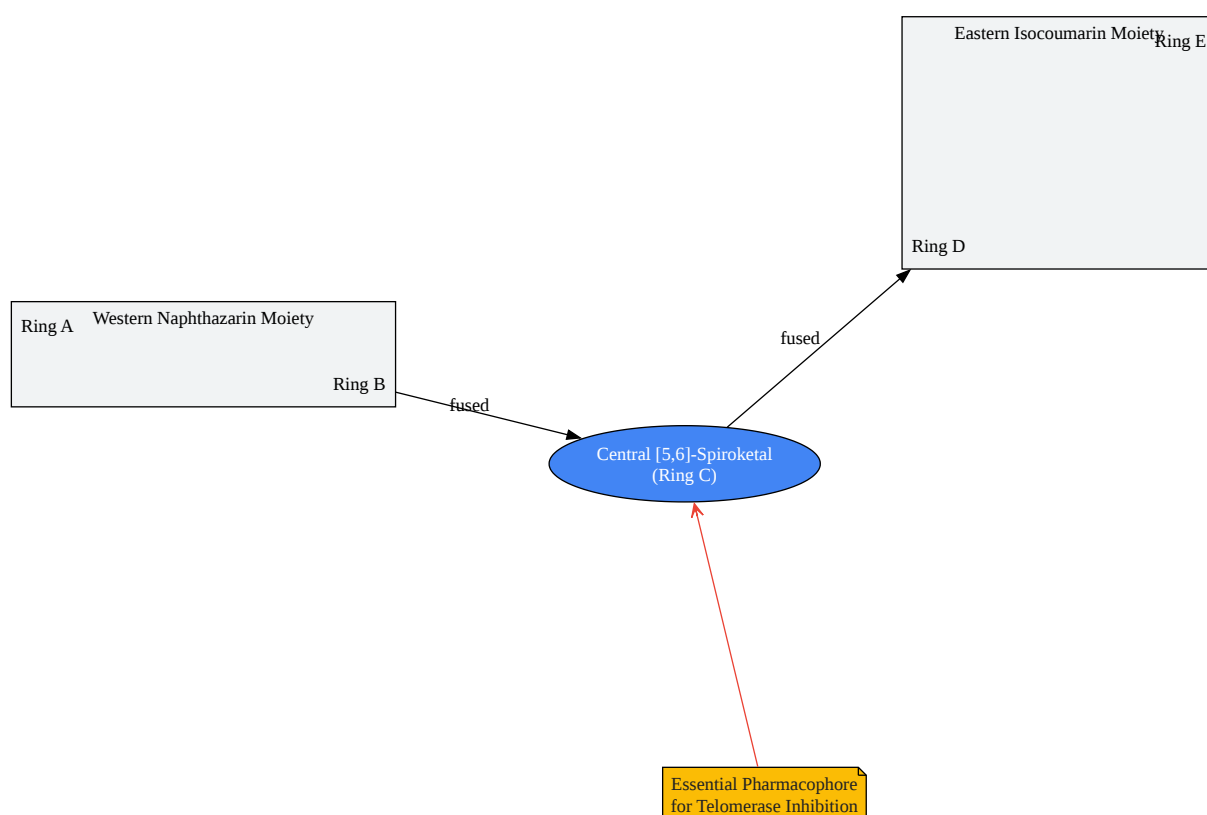 Eastern Isocoumarin Moiety
Ring E
Ring D
Western Naphthazarin Moiety
Ring A
Ring B
fused
fused
Central [5,6]-Spiroketal
(Ring C)
Essential Pharmacophore
for Telomerase Inhibition